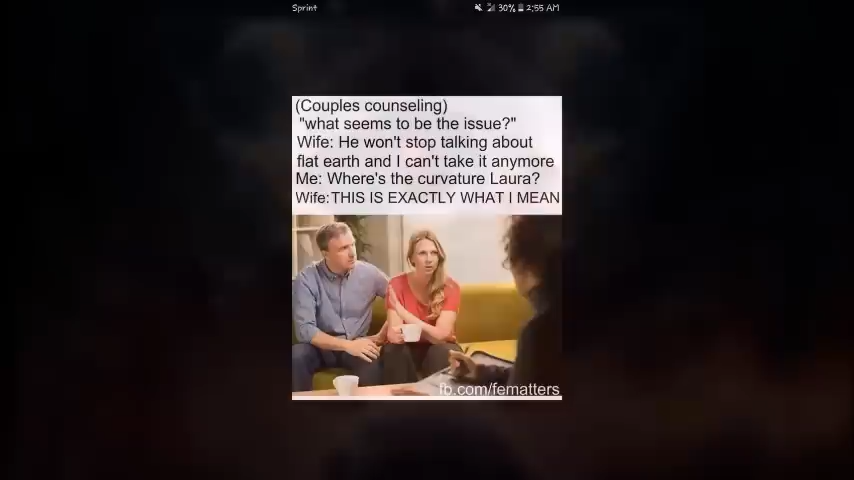 Sprint 30% 2:55 AM
(Couples counseling)
"what seems to be the issue?"
Wife: He won't stop talking about
flat earth and I can't take it anymore
Me: Where's the curvature Laura?
Wife:THIS IS EXACTLY WHAT I MEAN
fb.com/fematters